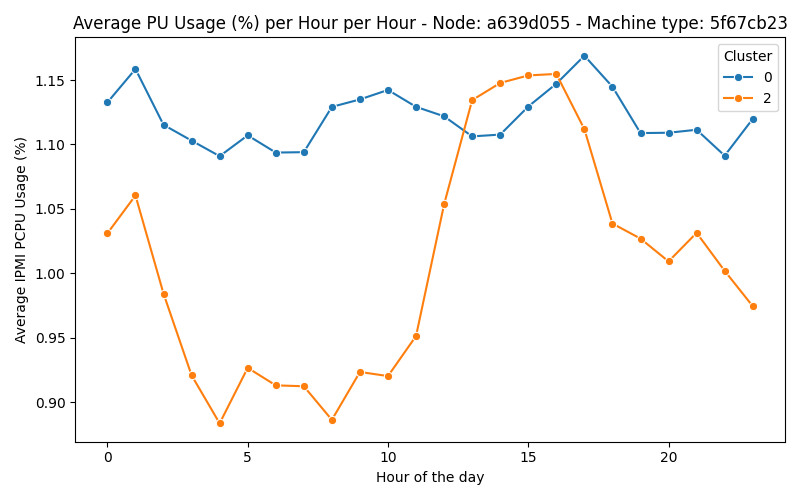 Average PU Usage (%) per Hour per Hour - Node: a639d055 - Machine type: 5f67cb23
Cluster
0
2
Average IPMI PCPU Usage (%)
1.15
1.10
1.05
1.00
0.95
0.90
0 5 10 15 20
Hour of the day